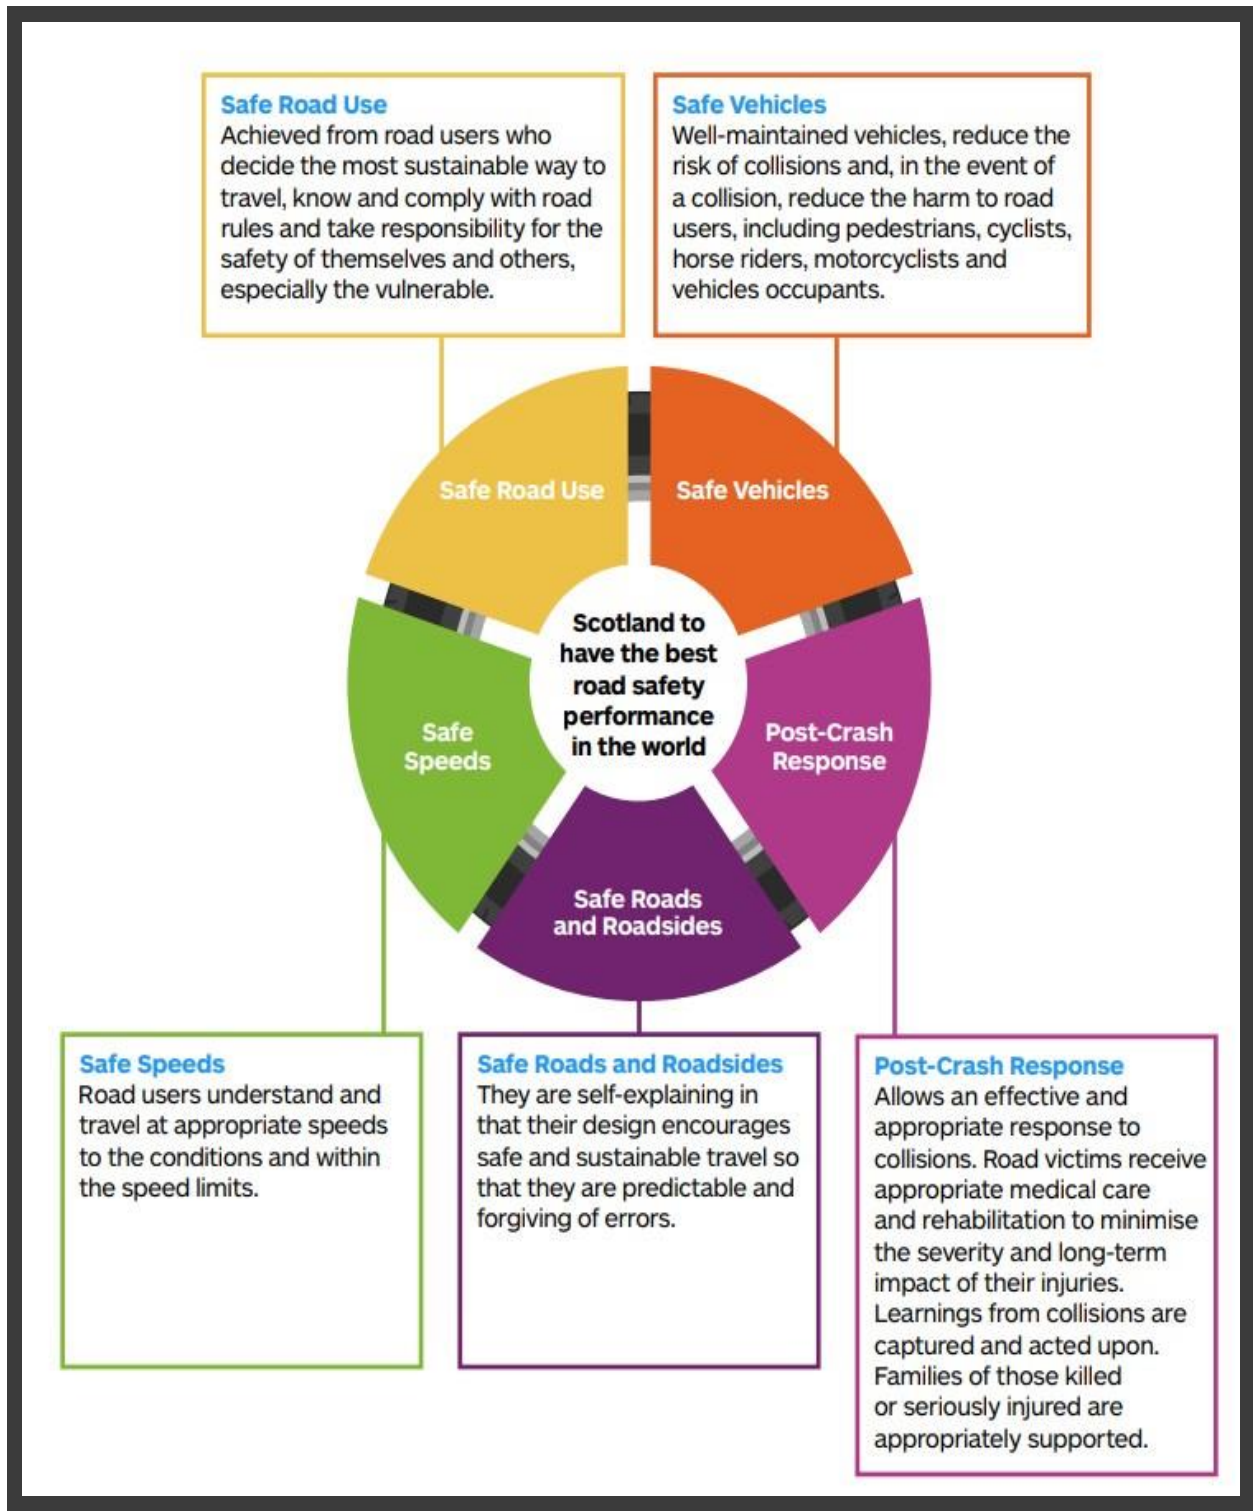 Safe Road Use
Achieved from road users who
decide the most sustainable way to
travel, know and comply with road
rules and take responsibility for the
safety of themselves and others,
especially the vulnerable.
Safe Vehicles
Well-maintained vehicles, reduce the
risk of collisions and, in the event of
a collision, reduce the harm to road
users, including pedestrians, cyclists,
horse riders, motorcyclists and
vehicles occupants.
Safe Road Use
Safe Vehicles
Scotland to
have the best
road safety
performance
in the world
Safe
Speeds
Post-Crash
Response
Safe Roads
and Roadsides
Safe Speeds
Road users understand and
travel at appropriate speeds
to the conditions and within
the speed limits.
Safe Roads and Roadsides
They are self-explaining in
that their design encourages
safe and sustainable travel so
that they are predictable and
forgiving of errors.
Post-Crash Response
Allows an effective and
appropriate response to
collisions. Road victims receive
appropriate medical care
and rehabilitation to minimise
the severity and long-term
impact of their injuries.
Learnings from collisions are
captured and acted upon.
Families of those killed
or seriously injured are
appropriately supported.